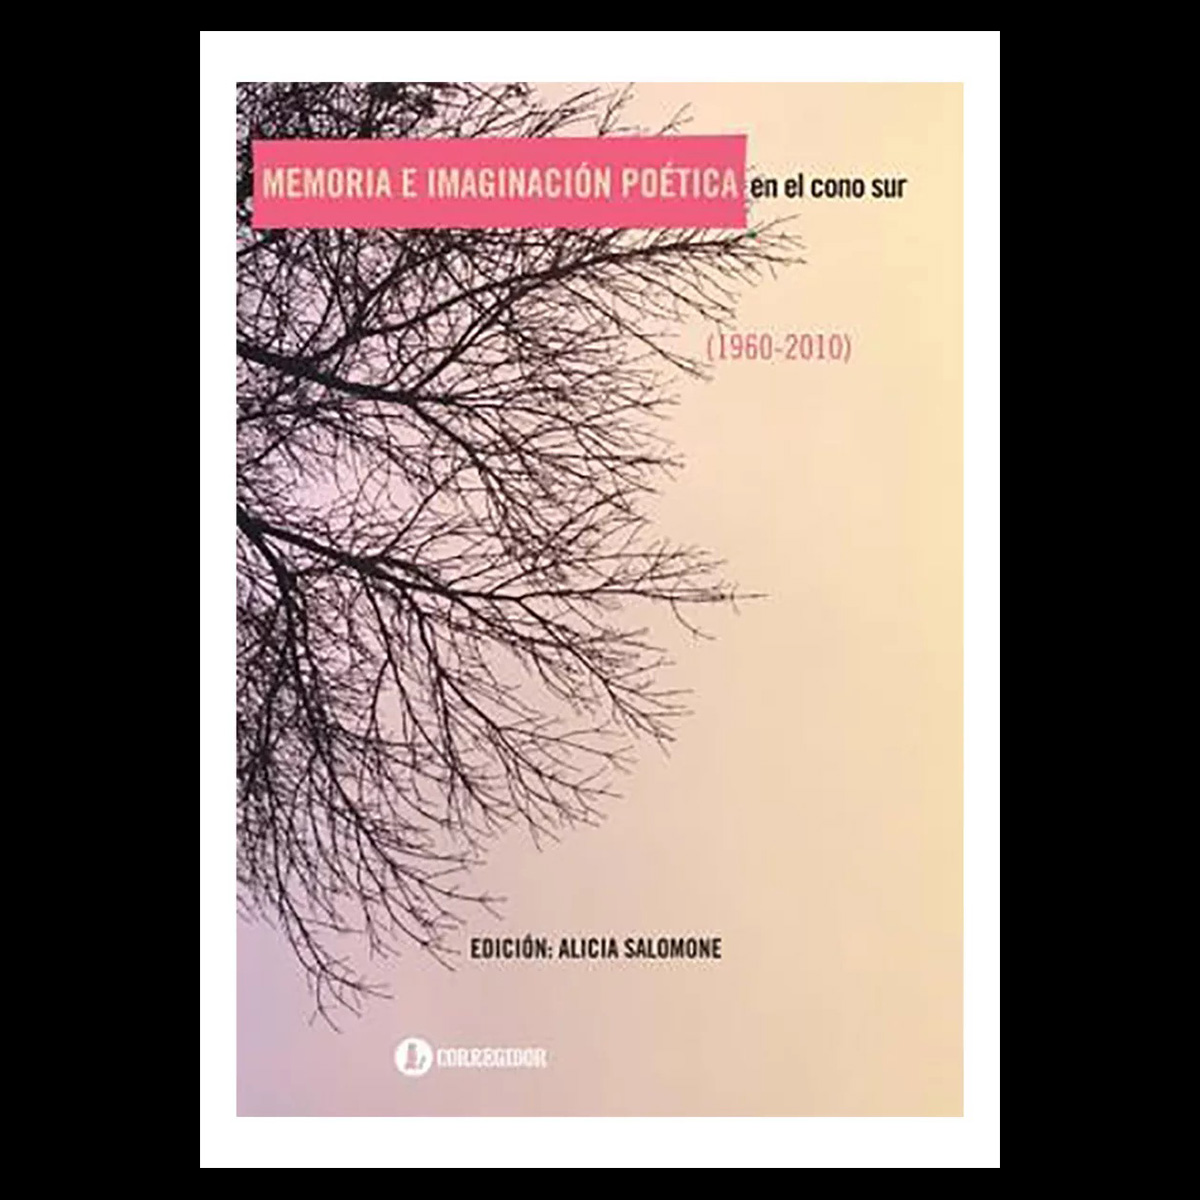 MEMORIA E IMAGINACIÓN POÉTICA en el cono sur
(1960-2010)
EDICIÓN: ALICIA SALOMONE
CORREGIDOR